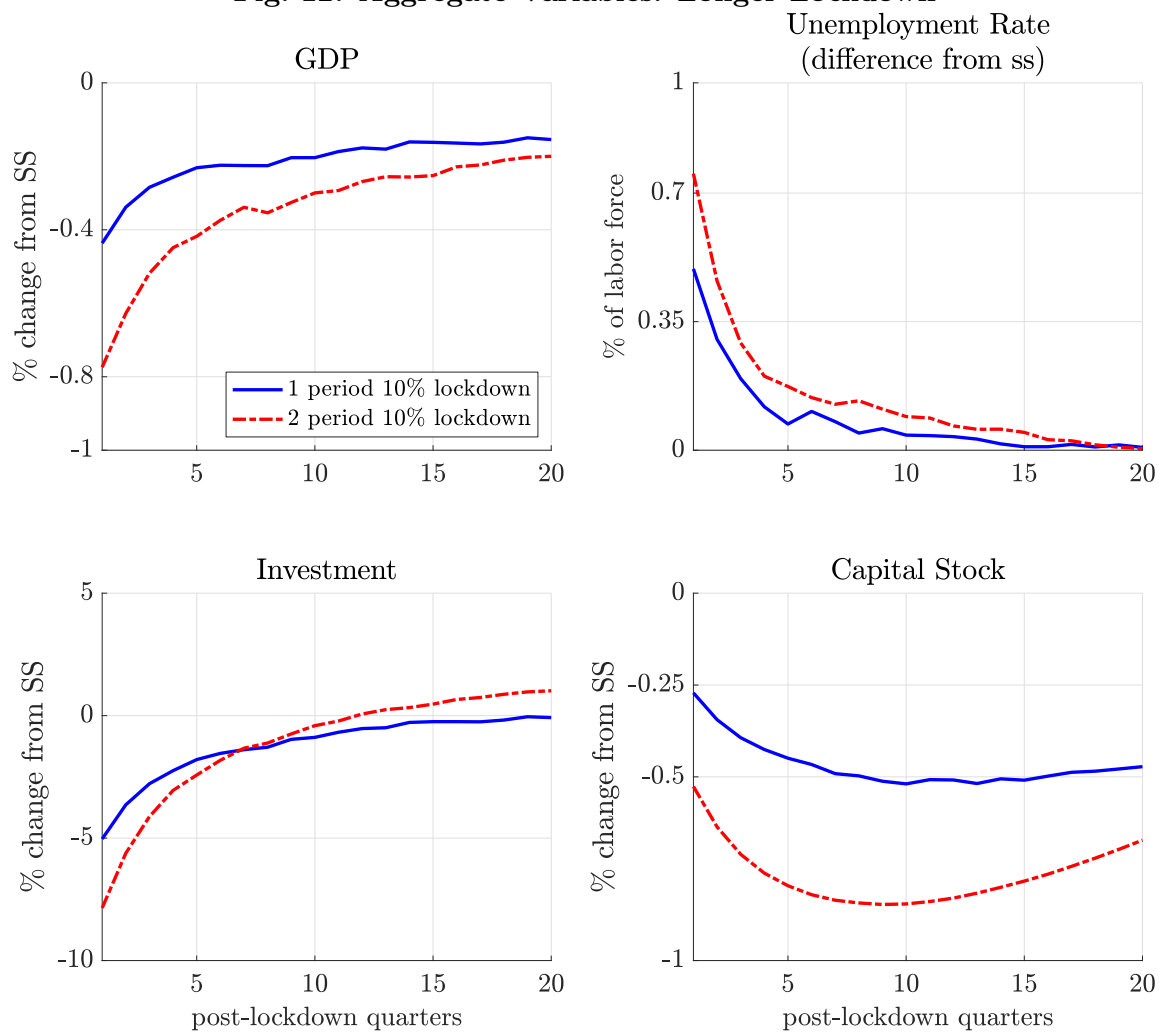 GDP
% change from SS
0
-0.4
-0.8
-1
5
10
15
20
1 period 10% lockdown
2 period 10% lockdown
Unemployment Rate
(difference from ss)
% of labor force
1
0.7
0.35
0
5
10
15
20
Investment
% change from SS
5
0
-5
-10
5
10
15
20
post-lockdown quarters
Capital Stock
% change from SS
0
-0.25
-0.5
-1
5
10
15
20
post-lockdown quarters